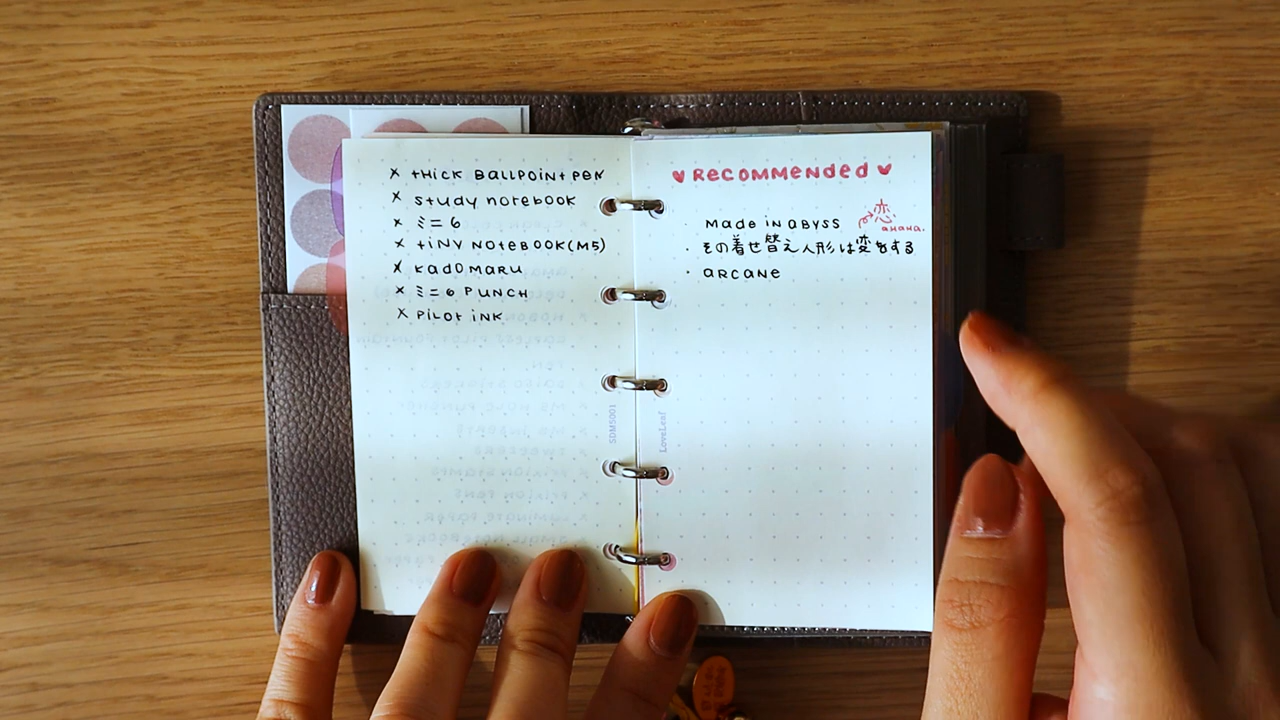 x tHiCK BALLPOiNt PEN
x StuDY NOtEBOOK
x ミニ6
x tiNY NOtEBOOK(M5)
x KADOMARU
x ミニ6 PUNCH
x PiLOt iNK
SDM5001
♥ RECOMMENDED ♥
恋
AHAHA.
· MADE iN ABYSS
· その着せ替え人形は変をする
· ARCANE
LoveLeaf